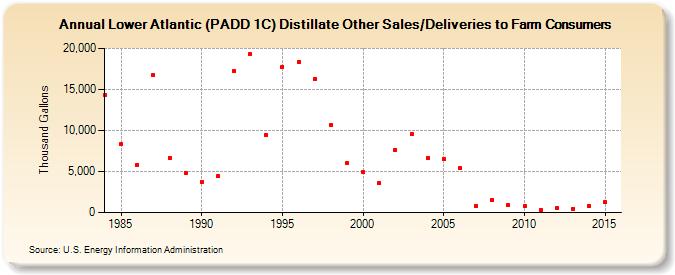 Annual Lower Atlantic (PADD 1C) Distillate Other Sales/Deliveries to Farm Consumers
Thousand Gallons
20,000
15,000
10,000
5,000
0
1985 1990 1995 2000 2005 2010 2015
Source: U.S. Energy Information Administration